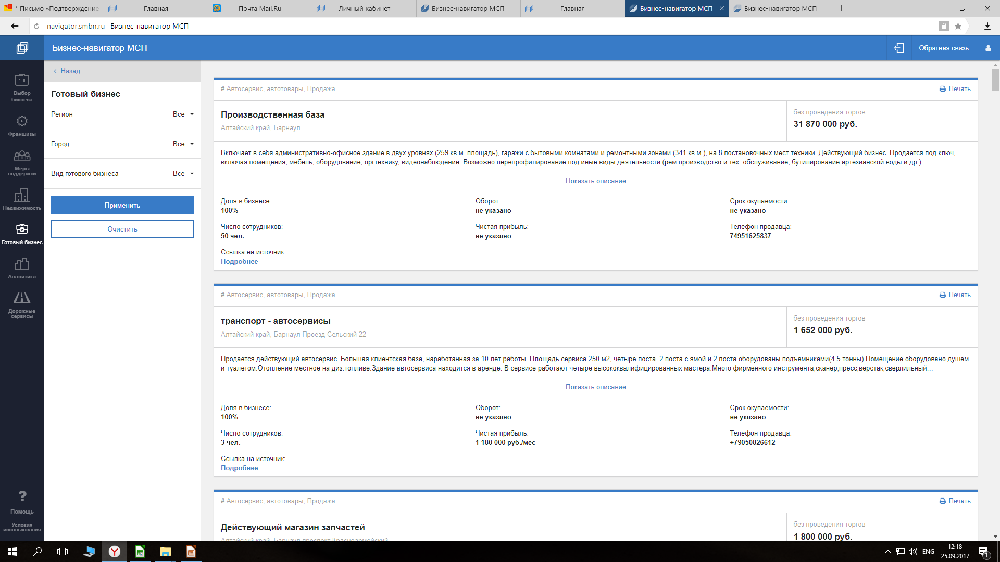 * Письмо «Подтверждение
Главная
Почта Mail.Ru
Личный кабинет
Бизнес-навигатор МСП
Главная
Бизнес-навигатор МСП
Бизнес-навигатор МСП
navigator.smbn.ru Бизнес-навигатор МСП
Бизнес-навигатор МСП
Обратная связь
Выбор
бизнеса
Франшизы
Меры
поддержки
Недвижимость
Готовый бизнес
Аналитика
Дорожные
сервисы
Помощь
Условия
использования
Назад
Готовый бизнес
Регион Все
Город Все
Вид готового бизнеса Все
Применить
Очистить
# Автосервис, автотовары, Продажа
Печать
Производственная база
Алтайский край, Барнаул
без проведения торгов
31 870 000 руб.
Включает в себя административно-офисное здание в двух уровнях (259 кв.м. площадь), гаражи с бытовыми комнатами и ремонтными зонами (341 кв.м.), на 8 постановочных мест техники. Действующий бизнес. Продается под ключ,
включая помещения, мебель, оборудование, оргтехнику, видеонаблюдение. Возможно перепрофилирование под иные виды деятельности (рем производство и тех. обслуживание, бутилирование артезианской воды и др.).
Показать описание
Доля в бизнесе: Оборот: Срок окупаемости:
100% не указано не указано
Число сотрудников: Чистая прибыль: Телефон продавца:
50 чел. не указано 74951625837
Ссылка на источник:
Подробнее
# Автосервис, автотовары, Продажа
Печать
транспорт - автосервисы
Алтайский край, Барнаул Проезд Сельский 22
без проведения торгов
1 652 000 руб.
Продается действующий автосервис. Большая клиентская база, наработанная за 10 лет работы. Площадь сервиса 250 м2, четыре поста. 2 поста с ямой и 2 поста оборудованы подъемниками(4.5 тонны).Помещение оборудовано душем
и туалетом.Отопление местное на диз.топливе.Здание автосервиса находится в аренде. В сервисе работают четыре высококвалифицированных мастера.Много фирменного инструмента,сканер,пресс,верстак,сверлильный...
Показать описание
Доля в бизнесе: Оборот: Срок окупаемости:
100% не указано не указано
Число сотрудников: Чистая прибыль: Телефон продавца:
3 чел. 1 180 000 руб./мес +79050826612
Ссылка на источник:
Подробнее
# Автосервис, автотовары, Продажа
Печать
Действующий магазин запчастей
Алтайский край, Барнаул проспект Красноармейский
без проведения торгов
1 800 000 руб.
ENG
12:18
25.09.2017
1